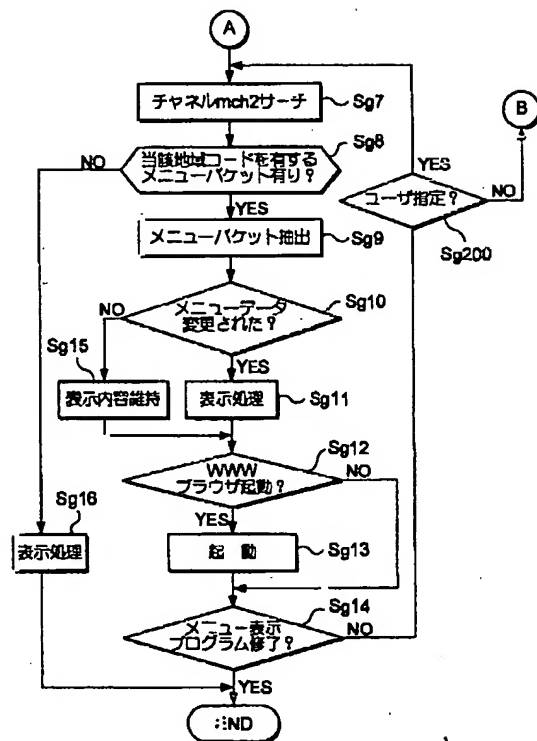 A
チャネルmch2サーチ
Sg7
B
当該地域コードを有する
メニューパケット有り?
Sg8
NO
YES
YES
ユーザ指定?
NO
Sg200
メニューパケット抽出
Sg9
メニューデータ
変更された?
Sg10
NO
YES
Sg15
表示内容維持
表示処理
Sg11
WWW
ブラウザ起動?
Sg12
NO
YES
Sg16
表示処理
起 動
Sg13
メニュー表示
プログラム修了?
Sg14
NO
YES
END